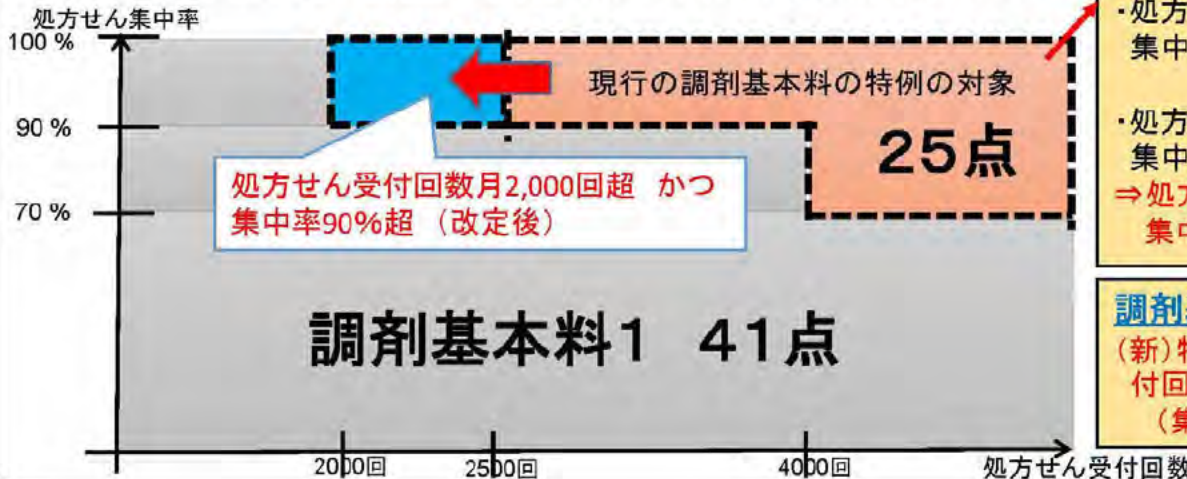 処方せん集中率
100 %
90 %
70 %
現行の調剤基本料の特例の対象
25点
処方せん受付回数月2,000回超 かつ
集中率90%超 (改定後)
調剤基本料1 41点
2000回
2500回
4000回
処方せん受付回数
・処方
集中
・処方
集中
⇒処方
集中
調剤
(新)特
付回
(集